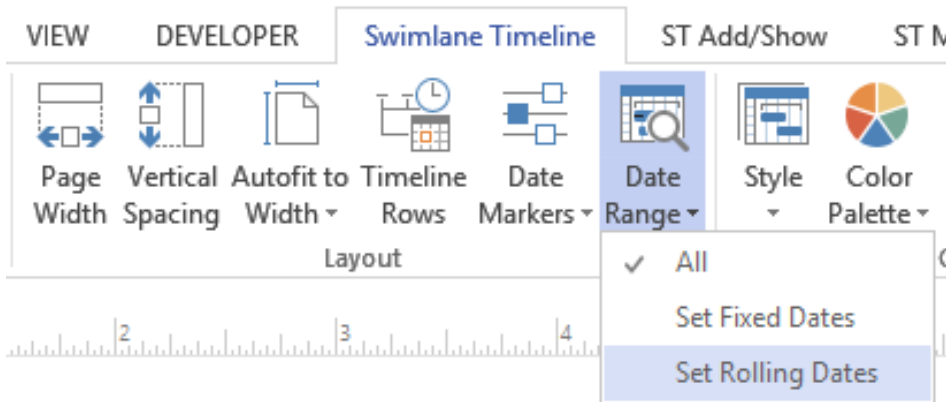 VIEW DEVELOPER Swimlane Timeline ST Add/Show ST
Page Vertical Autofit to Timeline Date Date Style Color
Width Spacing Width Rows Markers Range Palette
Layout
All
Set Fixed Dates
2 3 4
Set Rolling Dates